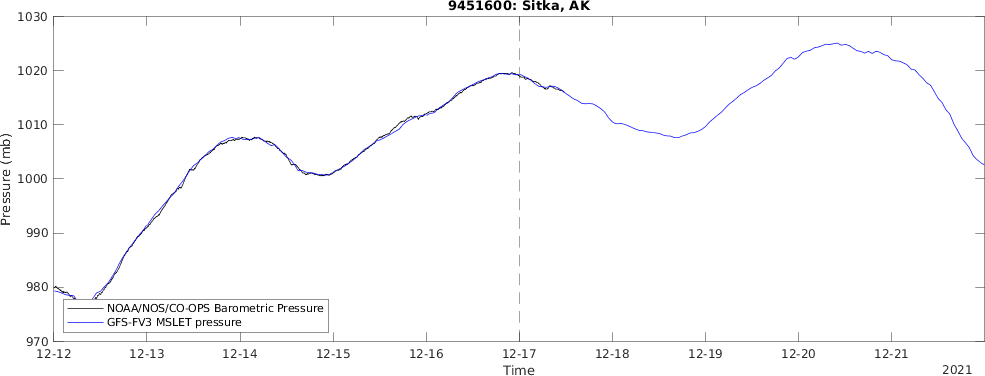 9451600: Sitka, AK
1030
1020
1010
1000
990
980
970
Pressure (mb)
NOAA/NOS/CO-OPS Barometric Pressure
GFS-FV3 MSLET pressure
12-12 12-13 12-14 12-15 12-16 12-17 12-18 12-19 12-20 12-21
Time
2021